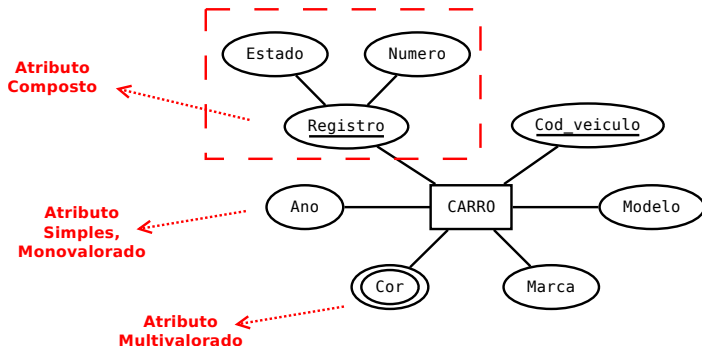 Estado
Numero
Atributo
Composto
Registro
Cod_veiculo
Ano
CARRO
Modelo
Atributo
Simples,
Monovalorado
Cor
Marca
Atributo
Multivalorado